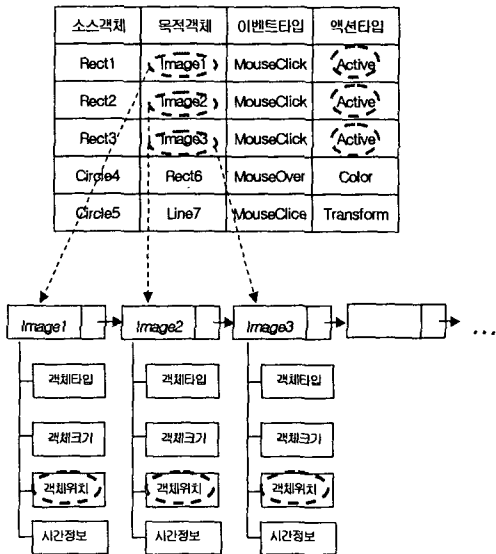 소스객체 목적객체 이벤트타입 액션타입
Rect1 Image1 MouseClick Active
Rect2 Image2 MouseClick Active
Rect3 Image3 MouseClick Active
Circle4 Rect6 MouseOver Color
Circle5 Line7 MouseClice Transform
Image1 Image2 Image3 ...
객체타입 객체타입 객체타입
객체크기 객체크기 객체크기
객체위치 객체위치 객체위치
시간정보 시간정보 시간정보